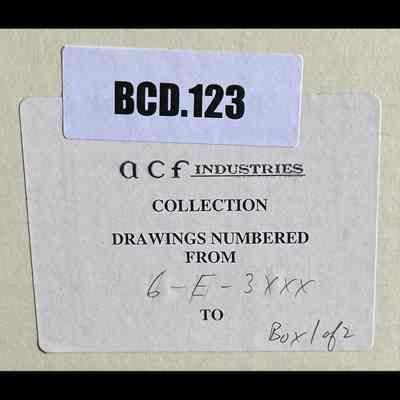 BCD.123
acf INDUSTRIES
COLLECTION
DRAWINGS NUMBERED
FROM
6-E-3xxx
TO
Box 1 of 2